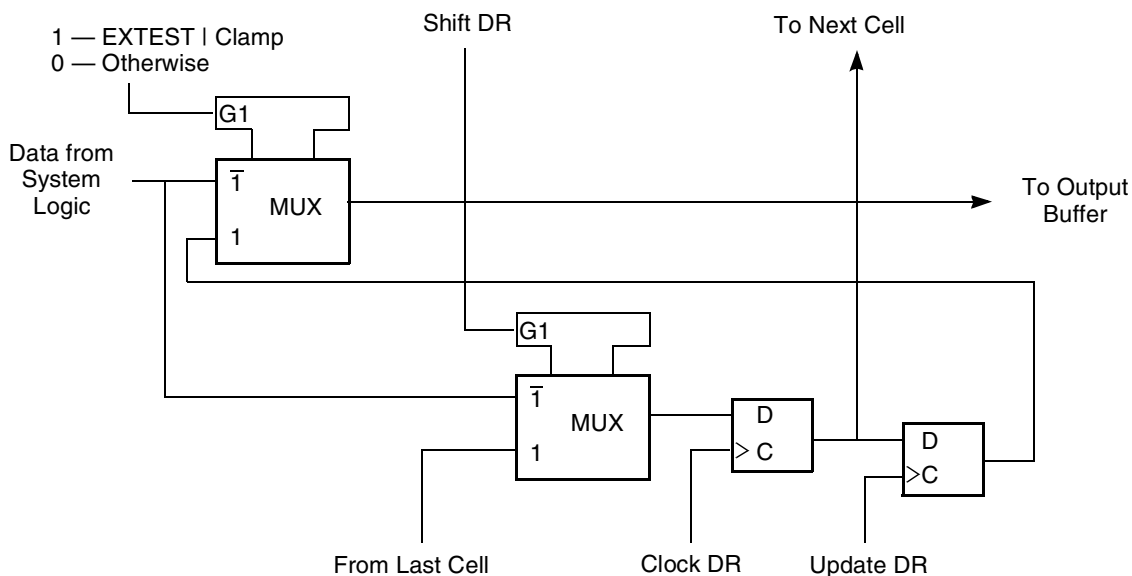 1 — EXTEST | Clamp
0 — Otherwise
Shift DR
To Next Cell
G1
Data from
System
Logic
1̅
MUX
1
To Output
Buffer
G1
1̅
MUX
1
D
C
D
C
From Last Cell
Clock DR
Update DR